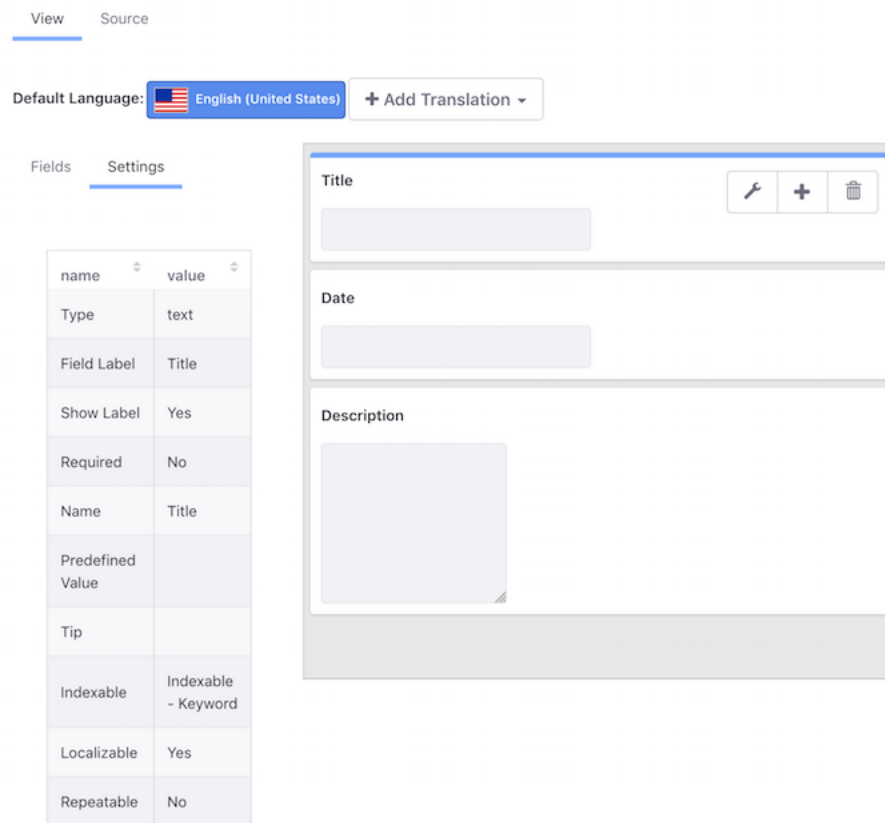 View Source
Default Language: English (United States) + Add Translation
Fields Settings
name value
Type text
Field Label Title
Show Label Yes
Required No
Name Title
Predefined
Value
Tip
Indexable Indexable
- Keyword
Localizable Yes
Repeatable No
Title
Date
Description